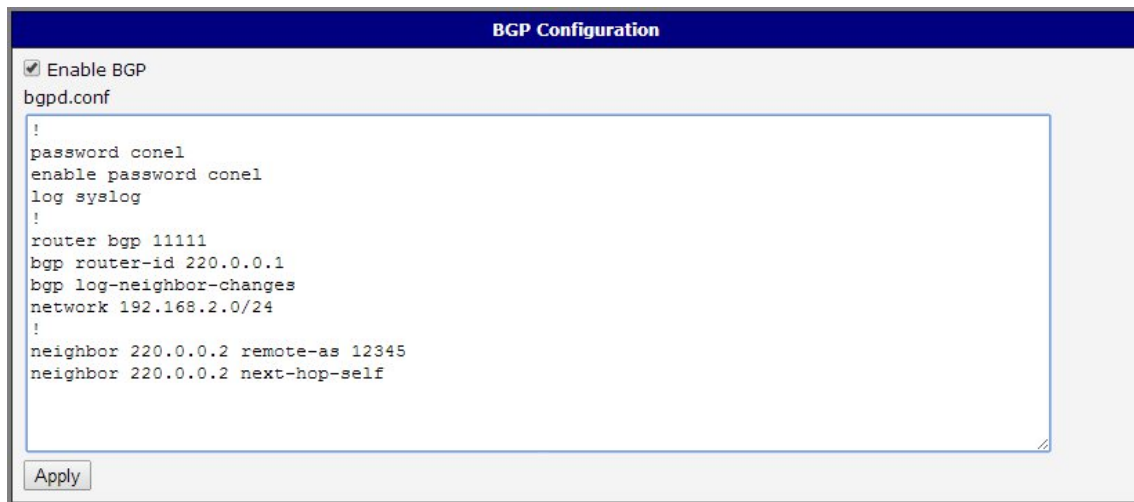 BGP Configuration
Enable BGP
bgpd.conf
!
password conel
enable password conel
log syslog
!
router bgp 11111
bgp router-id 220.0.0.1
bgp log-neighbor-changes
network 192.168.2.0/24
!
neighbor 220.0.0.2 remote-as 12345
neighbor 220.0.0.2 next-hop-self
Apply